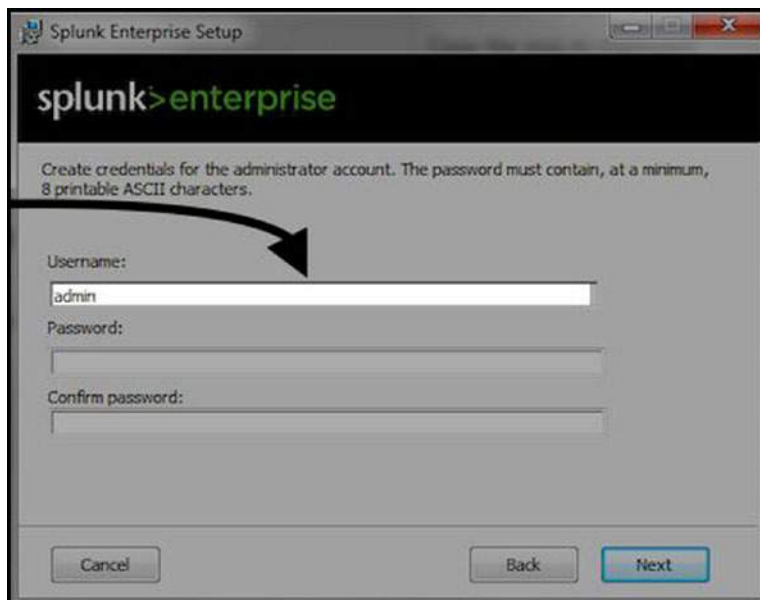 Splunk Enterprise Setup
splunk>enterprise
Create credentials for the administrator account. The password must contain, at a minimum,
8 printable ASCII characters.
Username:
admin
Password:
Confirm password:
Cancel
Back
Next